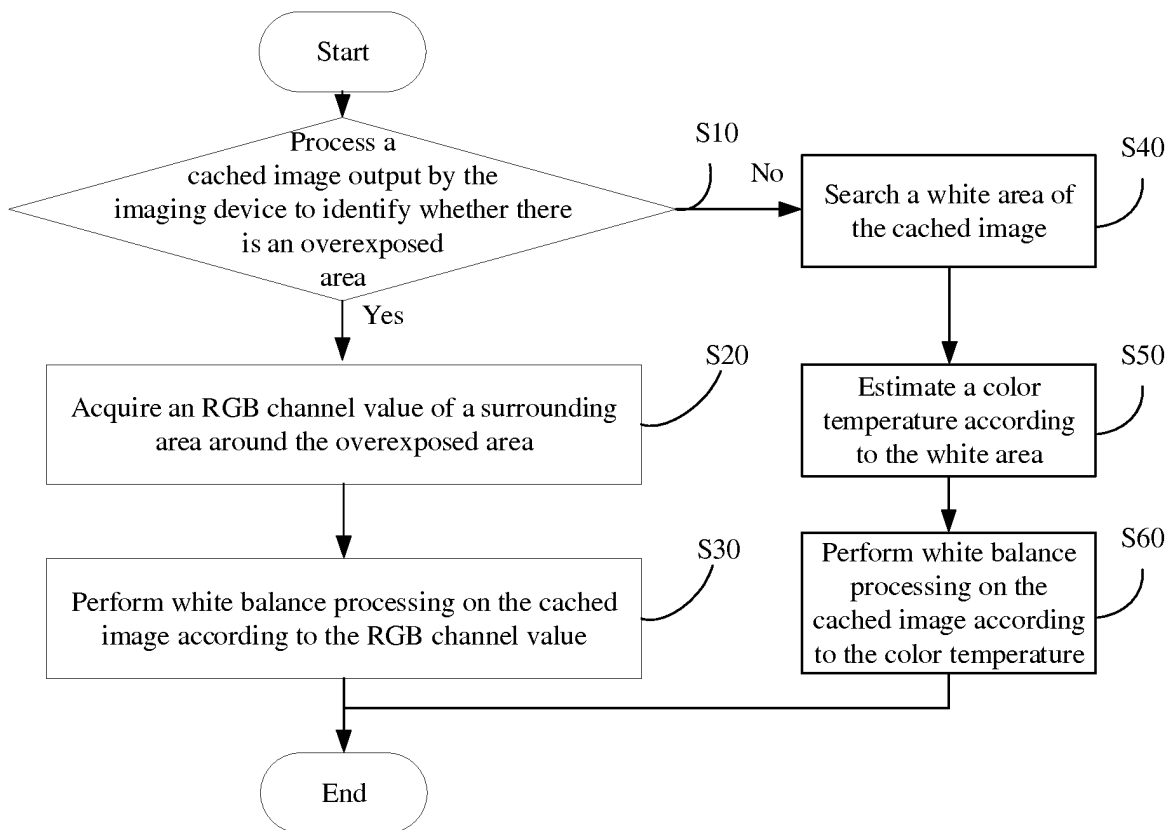 Start
Process a
cached image output by the
imaging device to identify whether there
is an overexposed
area
S10
No
Yes
Search a white area of
the cached image
S40
Acquire an RGB channel value of a surrounding
area around the overexposed area
S20
Estimate a color
temperature according
to the white area
S50
Perform white balance processing on the cached
image according to the RGB channel value
S30
Perform white balance
processing on the
cached image according
to the color temperature
S60
End